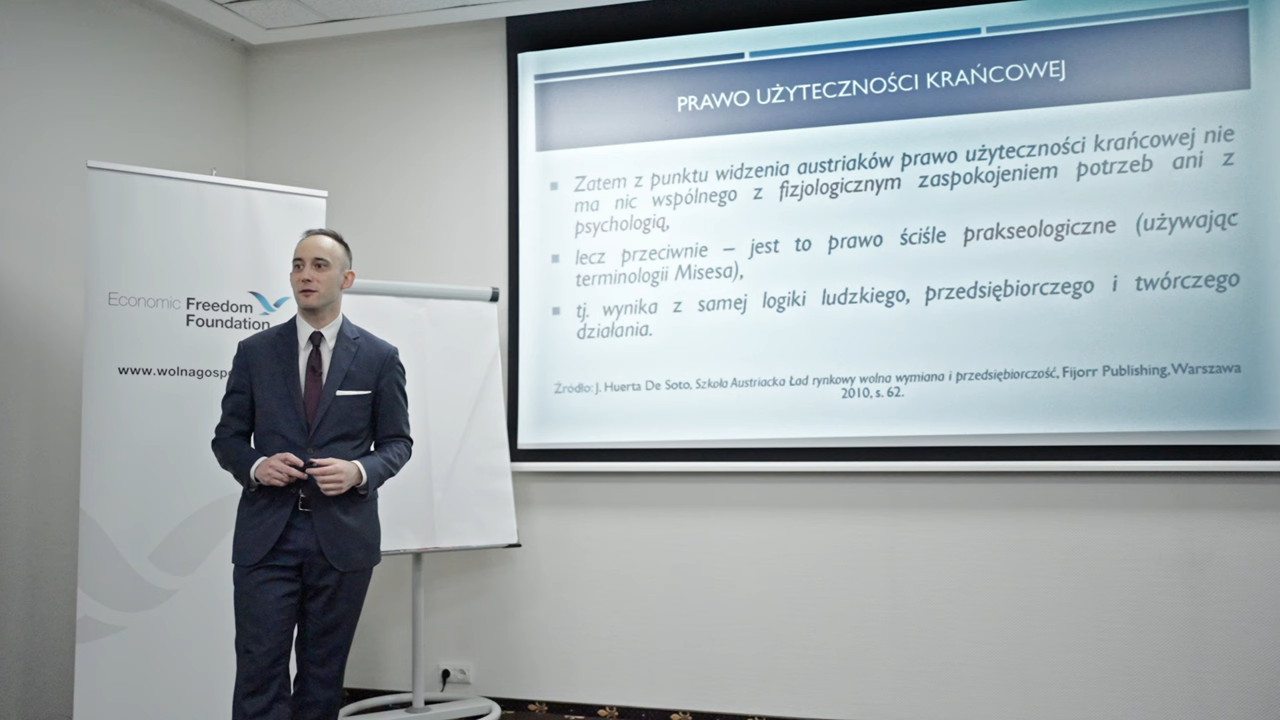 Economic Freedom
Foundation
www.wolnagosp
PRAWO UŻYTECZNOŚCI KRAŃCOWEJ
Zatem z punktu widzenia austriaków prawo użyteczności krańcowej nie
ma nic wspólnego z fizjologicznym zaspokojeniem potrzeb ani z
psychologią,
lecz przeciwnie – jest to prawo ściśle prakseologiczne (używając
terminologii Misesa),
tj. wynika z samej logiki ludzkiego, przedsiębiorczego i twórczego
działania.
Źródło: J. Huerta De Soto, Szkoła Austriacka Ład rynkowy wolna wymiana i przedsiębiorczość, Fijorr Publishing, Warszawa
2010, s. 62.